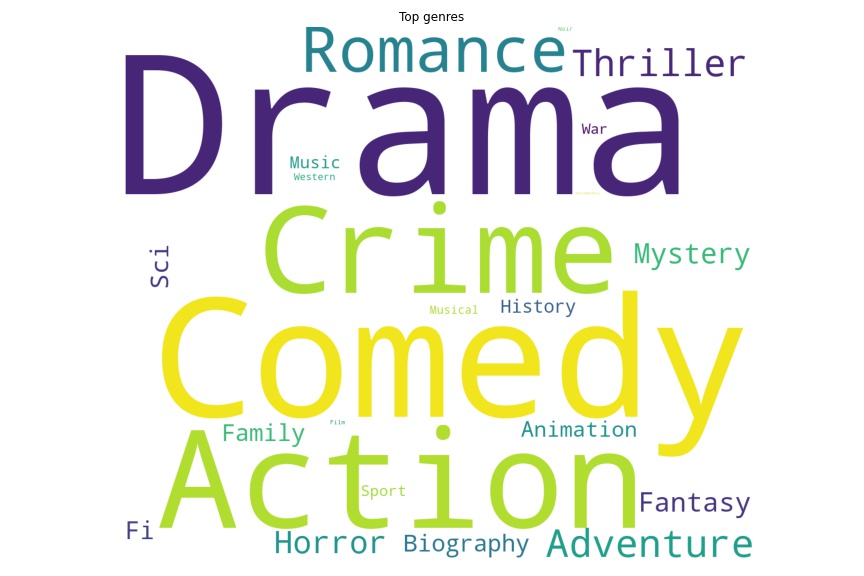 Top genres
Noir
Romance
Thriller
Drama
War
Music
Western
Crime
Mystery
Sci
Musical
History
Comedy
Film
Family
Animation
Action
Sport
Fantasy
Fi
Horror
Biography
Adventure